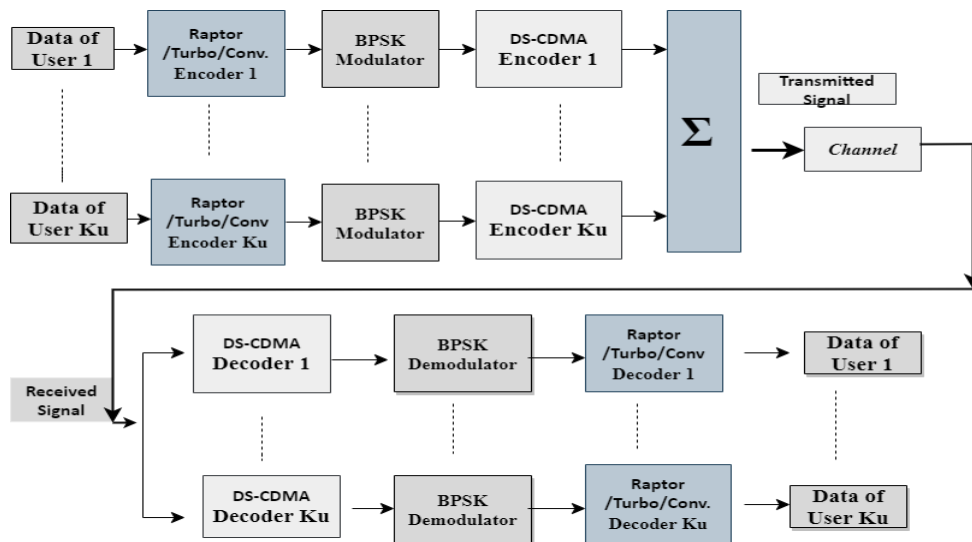 Data of
User 1
Raptor
/Turbo/Conv.
Encoder 1
BPSK
Modulator
DS-CDMA
Encoder 1
Σ
Transmitted
Signal
Channel
Data of
User Ku
Raptor
/Turbo/Conv
Encoder Ku
BPSK
Modulator
DS-CDMA
Encoder Ku
Received
Signal
DS-CDMA
Decoder 1
BPSK
Demodulator
Raptor
/Turbo/Conv
Decoder 1
Data of
User 1
DS-CDMA
Decoder Ku
BPSK
Demodulator
Raptor
/Turbo/Conv.
Decoder Ku
Data of
User Ku